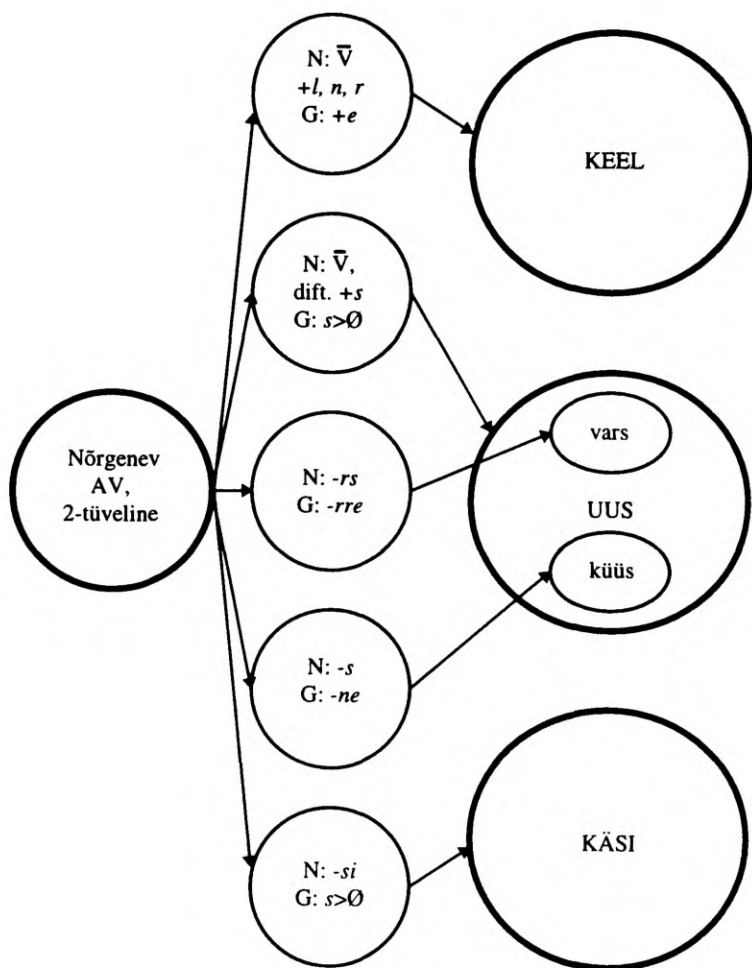 N: V̅
+l, n, r
G: +e
KEEL
N: V̅,
dift. +s
G: s>Ø
Nõrgenev
AV,
2-tüveline
N: -rs
G: -rre
vars
UUS
küüs
N: -s
G: -ne
N: -si
G: s>Ø
KÄSI